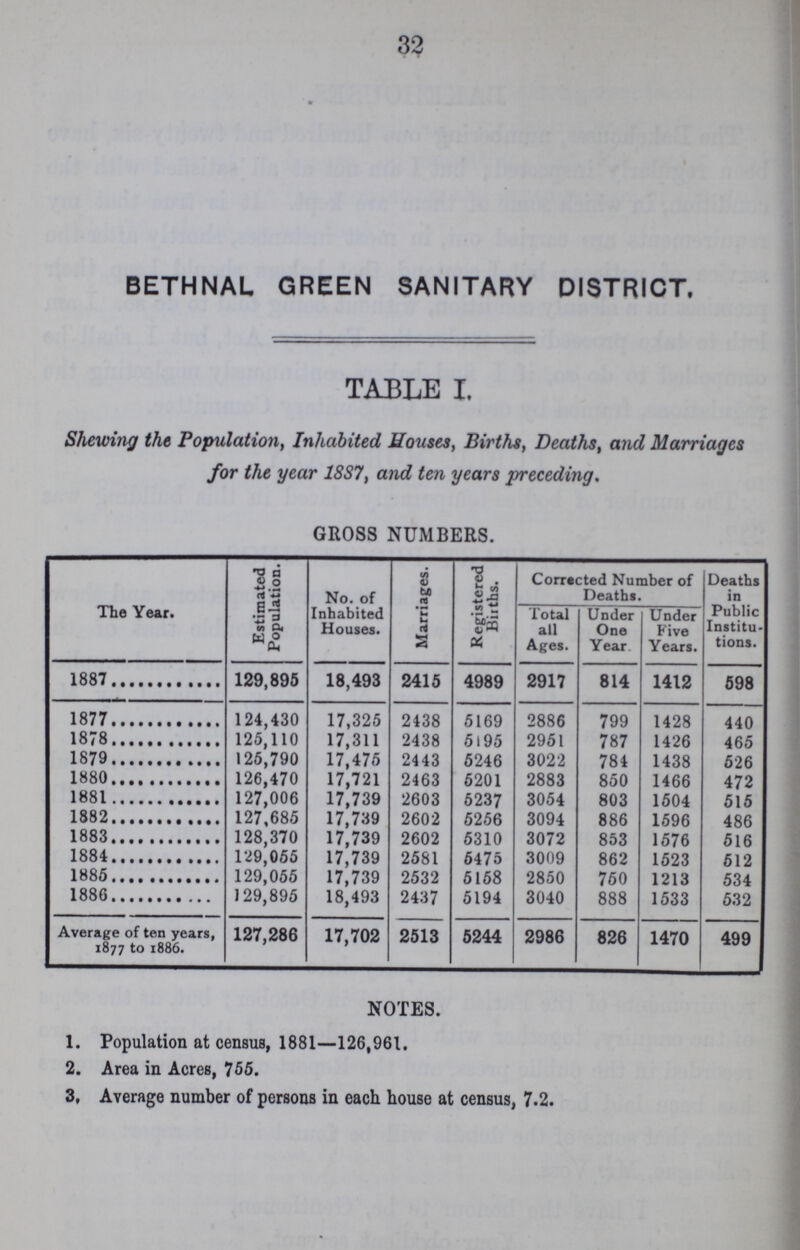 32
BETHNAL GREEN SANITARY DISTRICT.
TABLE I.
Shewing the Population, Inhabited Houses, Births, Deaths, and Marriages
for the year 1887, and ten years preceding.
GROSS NUMBERS.
The Year. Estimated Population. No. of Inhabited Houses. Marriages. Registered Births. Corrected Number of Deaths. Deaths in Public Institu-tions.
Total all Ages. Under One Year. Under Five Years.
1887............ 129,895 18,493 2415 4989 2917 814 1412 598
1877............ 124,430 17,325 2438 5169 2886 799 1428 440
1878............ 125,110 17,311 2438 5195 2951 787 1426 465
1879............ 125,790 17,475 2443 5246 3022 784 1438 526
1880............ 126,470 17,721 2463 5201 2883 850 1466 472
1881............ 127,006 17,739 2603 5237 3054 803 1504 515
1882............ 127,685 17,739 2602 5256 3094 886 1596 486
1883............ 128,370 17,739 2602 5310 3072 853 1576 516
1884............ 129,055 17,739 2581 5475 3009 862 1523 512
1885............ 129,055 17,739 2532 5158 2850 750 1213 534
1886............ 129,895 18,493 2437 5194 3040 888 1533 532
Average of ten years, 1877 to 1886. 127,286 17,702 2513 5244 2986 826 1470 499
NOTES.
1. Population at census, 1881—126,961.
2. Area in Acres, 755.
3, Average number of persons in each house at census, 7.2.